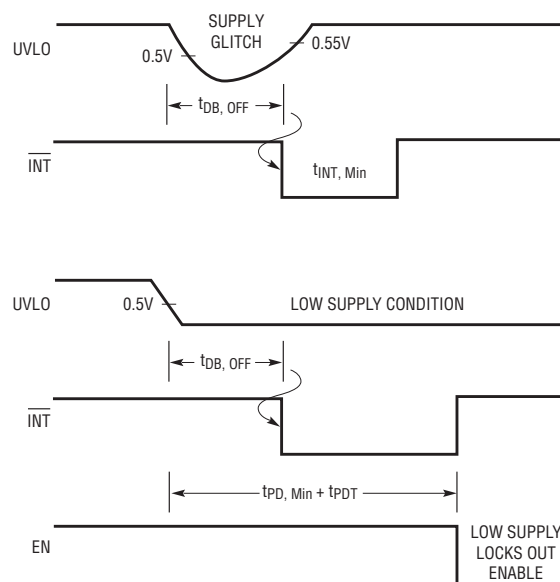 SUPPLY
GLITCH
UVLO
0.5V
0.55V
tDB, OFF
INT
tINT, Min
UVLO
0.5V
LOW SUPPLY CONDITION
tDB, OFF
INT
tPD, Min + tPDT
EN
LOW SUPPLY
LOCKS OUT
ENABLE